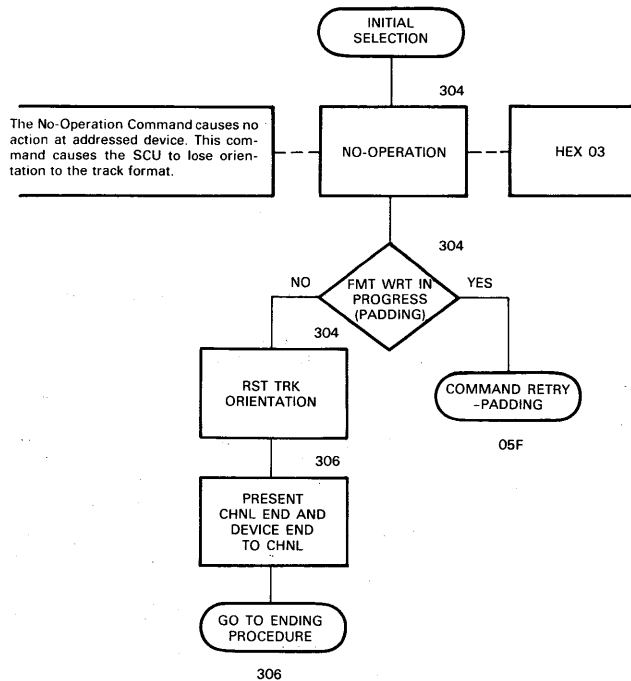 INITIAL
SELECTION
304
The No-Operation Command causes no
action at addressed device. This com-
mand causes the SCU to lose orien-
tation to the track format.
NO-OPERATION
HEX 03
304
NO
FMT WRT IN
PROGRESS
(PADDING)
YES
304
RST TRK
ORIENTATION
COMMAND RETRY
-PADDING
05F
306
PRESENT
CHNL END AND
DEVICE END
TO CHNL
GO TO ENDING
PROCEDURE
306